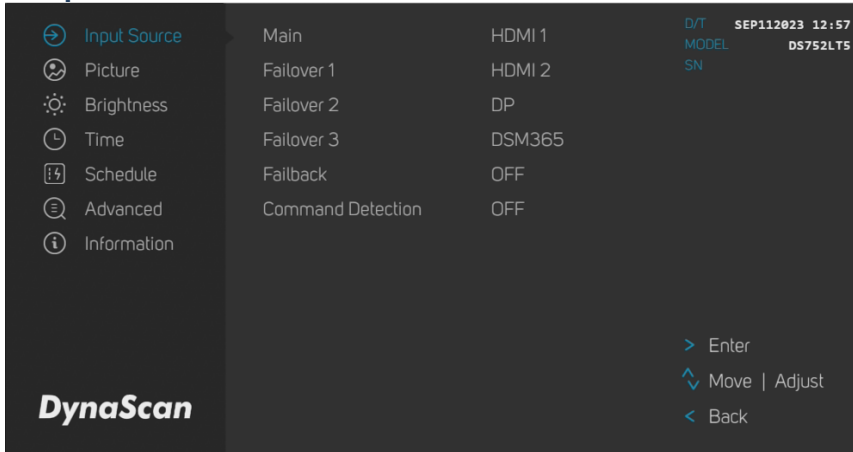 Input Source
Picture
Brightness
Time
Schedule
Advanced
Information
DynaScan
Main HDMI 1
Failover 1 HDMI 2
Failover 2 DP
Failover 3 DSM365
Failback OFF
Command Detection OFF
D/T SEP112023 12:57
MODEL DS752LT5
SN
> Enter
Move | Adjust
< Back